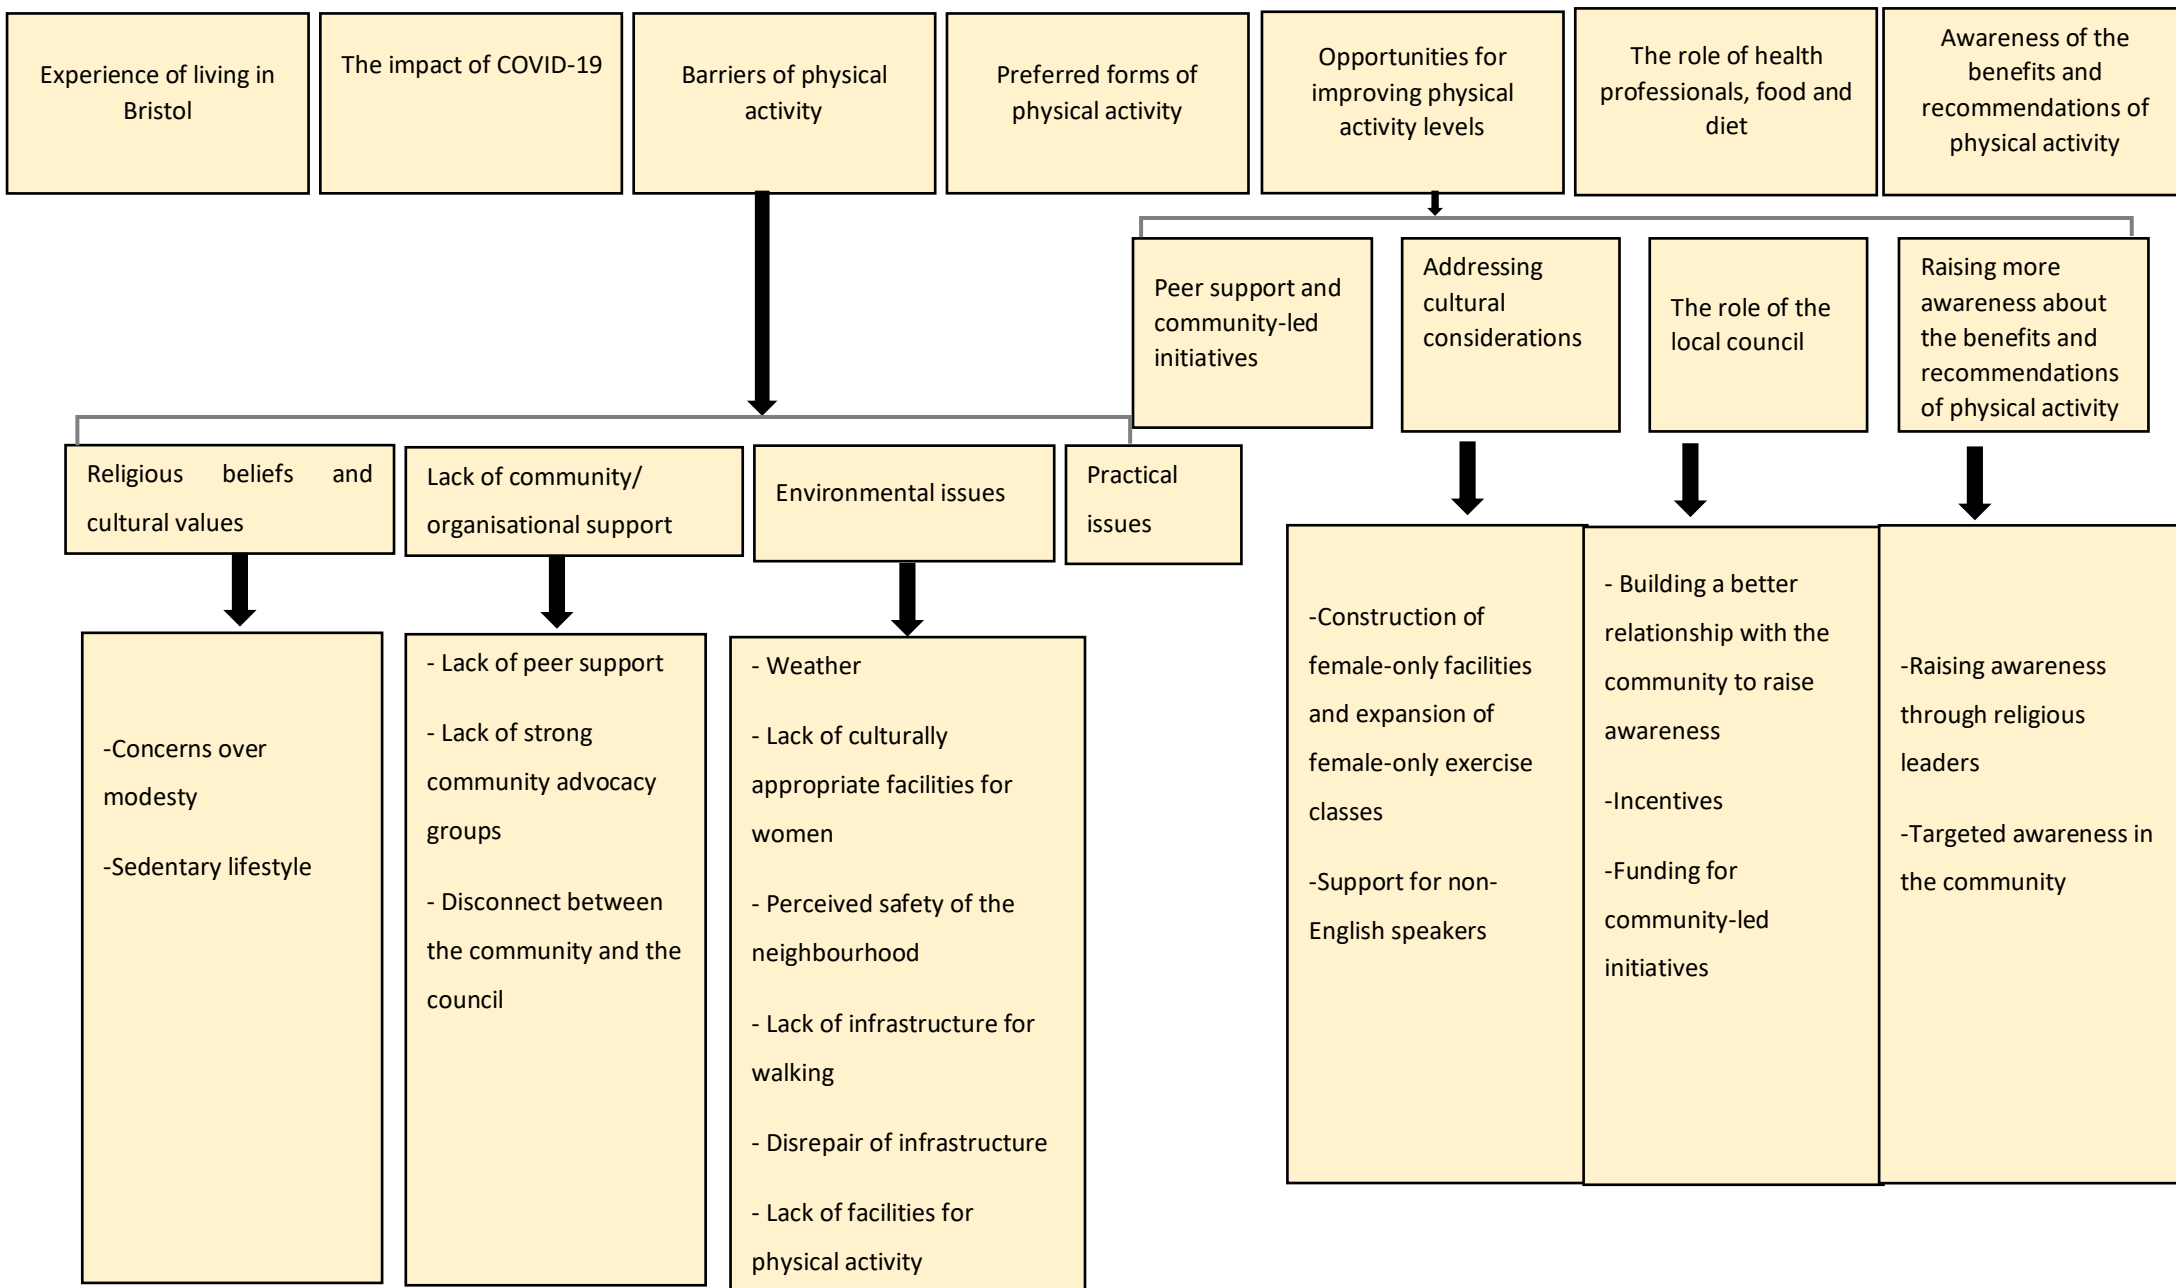 Experience of living in
Bristol
The impact of COVID-19
Barriers of physical
activity
Preferred forms of
physical activity
Opportunities for
improving physical
activity levels
The role of health
professionals, food and
diet
Awareness of the
benefits and
recommendations of
physical activity
Peer support and
community-led
initiatives
Addressing
cultural
considerations
The role of the
local council
Raising more
awareness about
the benefits and
recommendations
of physical activity
Religious beliefs and
cultural values
Lack of community/
organisational support
Environmental issues
Practical
issues
-Concerns over
modesty
-Sedentary lifestyle
- Lack of peer support
- Lack of strong
community advocacy
groups
- Disconnect between
the community and the
council
- Weather
- Lack of culturally
appropriate facilities for
women
- Perceived safety of the
neighbourhood
- Lack of infrastructure for
walking
- Disrepair of infrastructure
- Lack of facilities for
physical activity
-Construction of
female-only facilities
and expansion of
female-only exercise
classes
-Support for non-
English speakers
- Building a better
relationship with the
community to raise
awareness
-Incentives
-Funding for
community-led
initiatives
-Raising awareness
through religious
leaders
-Targeted awareness in
the community